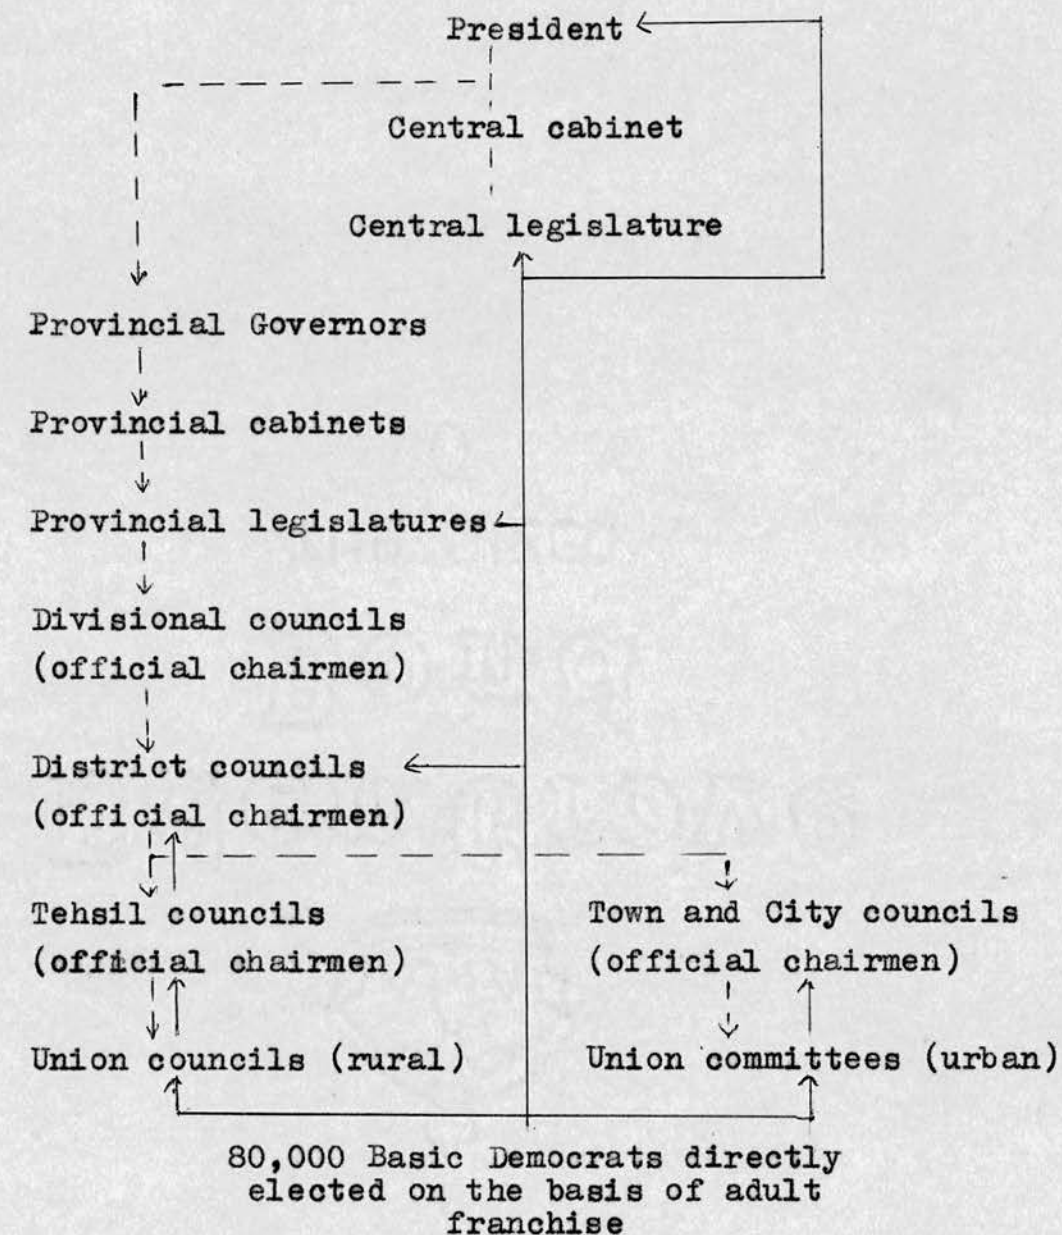 President
Central cabinet
Central legislature
Provincial Governors
Provincial cabinets
Provincial legislatures
Divisional councils
(official chairmen)
District councils
(official chairmen)
Tehsil councils
(official chairmen)
Town and City councils
(official chairmen)
Union councils (rural)
Union committees (urban)
80,000 Basic Democrats directly
elected on the basis of adult
franchise